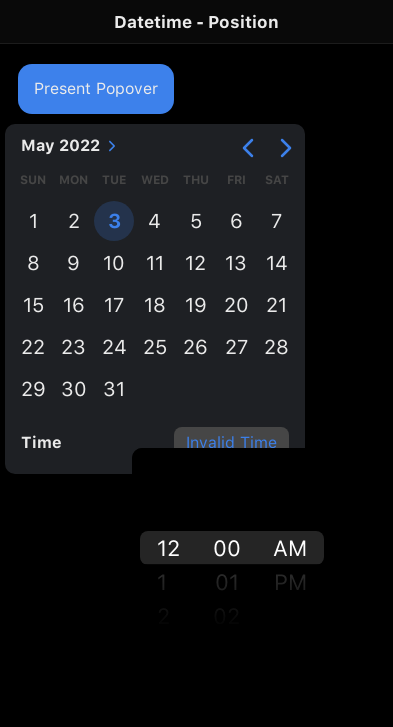 Datetime - Position
Present Popover
May 2022
SUN MON TUE WED THU FRI SAT
1 2 3 4 5 6 7
8 9 10 11 12 13 14
15 16 17 18 19 20 21
22 23 24 25 26 27 28
29 30 31
Time Invalid Time
12 00 AM
1 01 PM
2 02